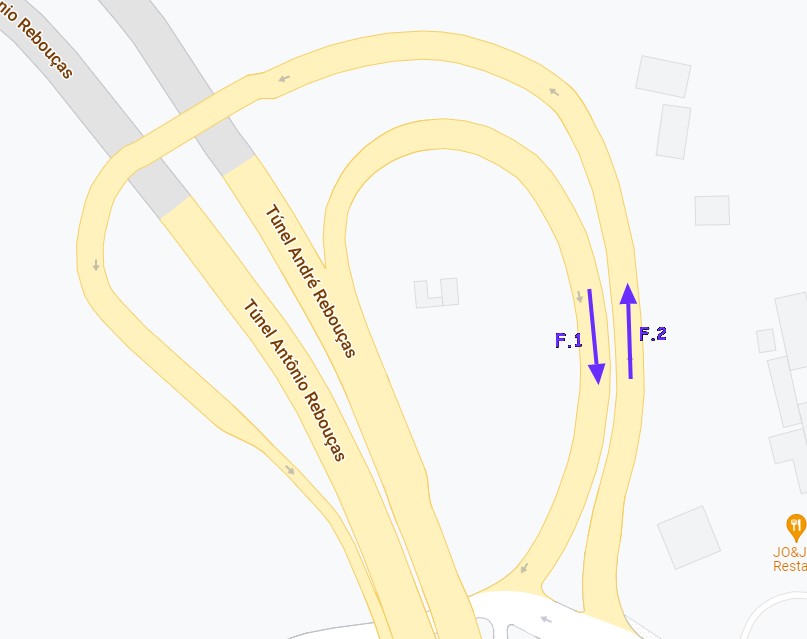 nio Rebouças
Túnel André Rebouças
Túnel Antônio Rebouças
F.1
F.2
JO&J
Resta